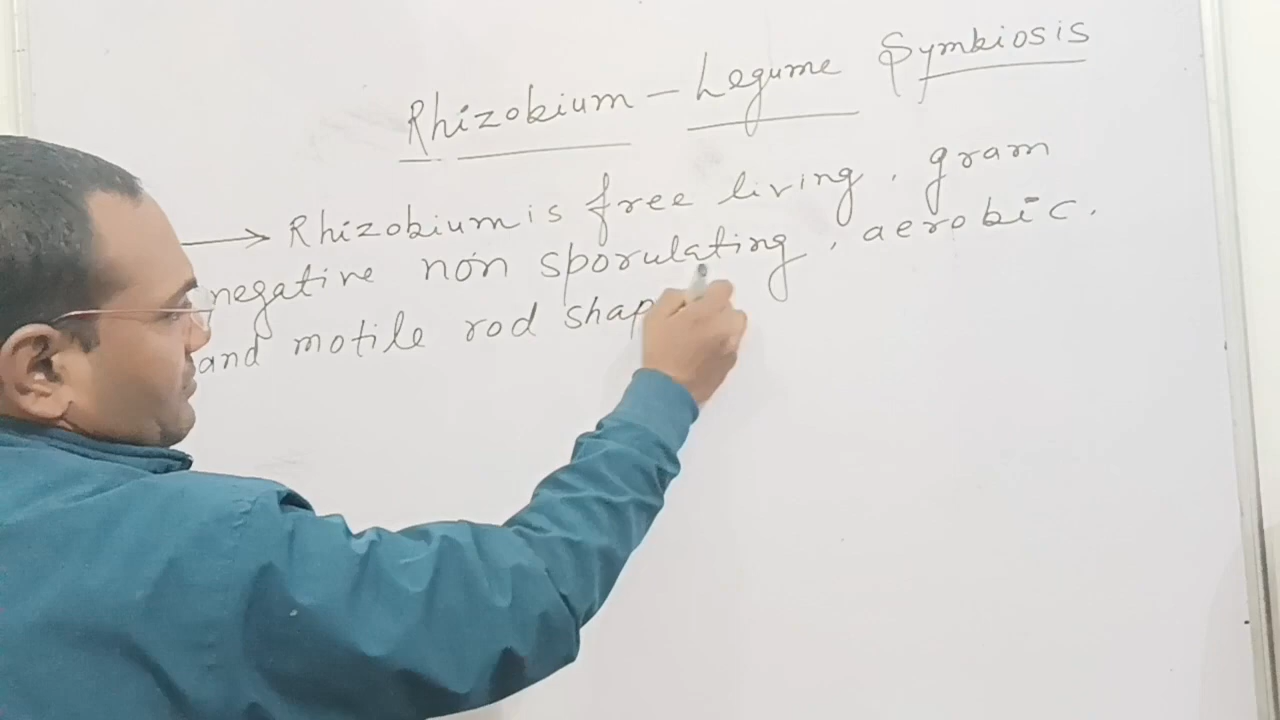 Rhizobium - Legume Symbiosis
→ Rhizobium is free living, gram
negative non sporulating, aerobic.
and motile rod shap